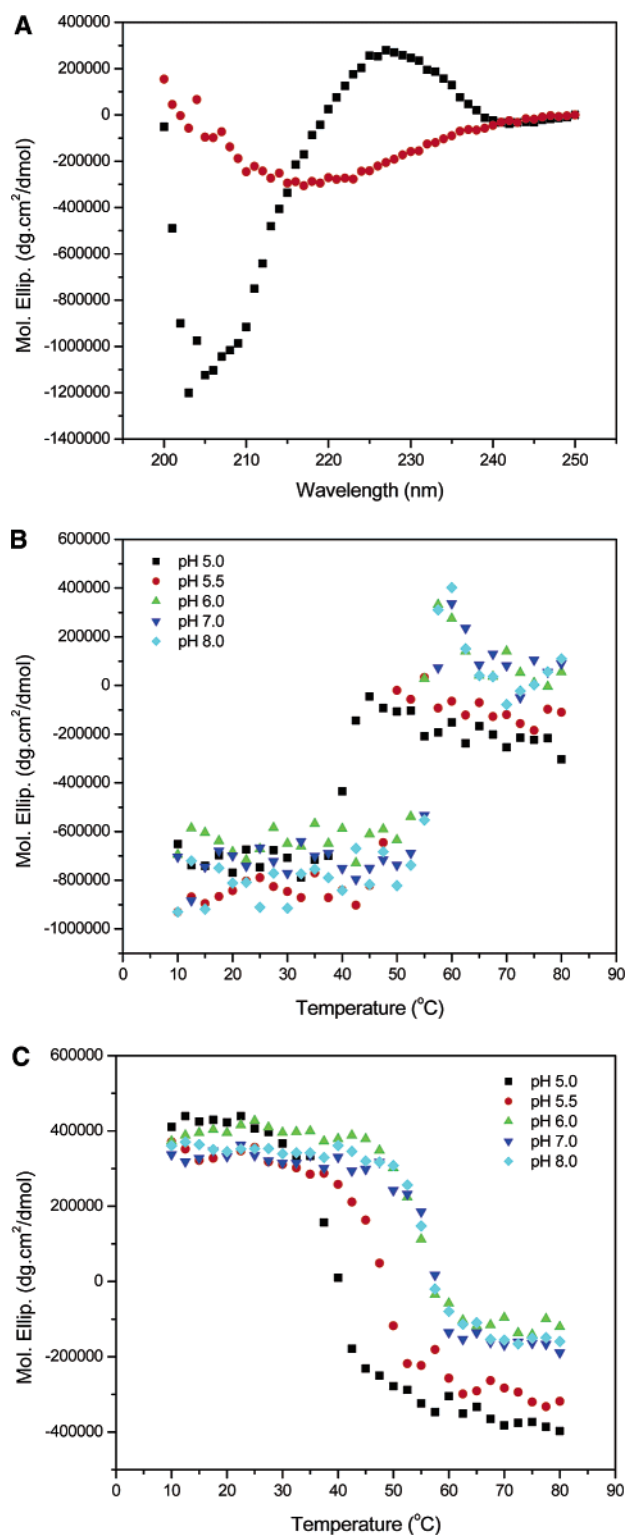 A
400000
200000
0
-200000
-400000
-600000
-800000
-1000000
-1200000
-1400000
Mol. Ellip. (dg.cm²/dmol)
200 210 220 230 240 250
Wavelength (nm)
B
600000
400000
200000
0
-200000
-400000
-600000
-800000
-1000000
Mol. Ellip. (dg.cm²/dmol)
pH 5.0
pH 5.5
pH 6.0
pH 7.0
pH 8.0
0 10 20 30 40 50 60 70 80 90
Temperature (°C)
C
600000
400000
200000
0
-200000
-400000
Mol. Ellip. (dg.cm²/dmol)
pH 5.0
pH 5.5
pH 6.0
pH 7.0
pH 8.0
0 10 20 30 40 50 60 70 80 90
Temperature (°C)